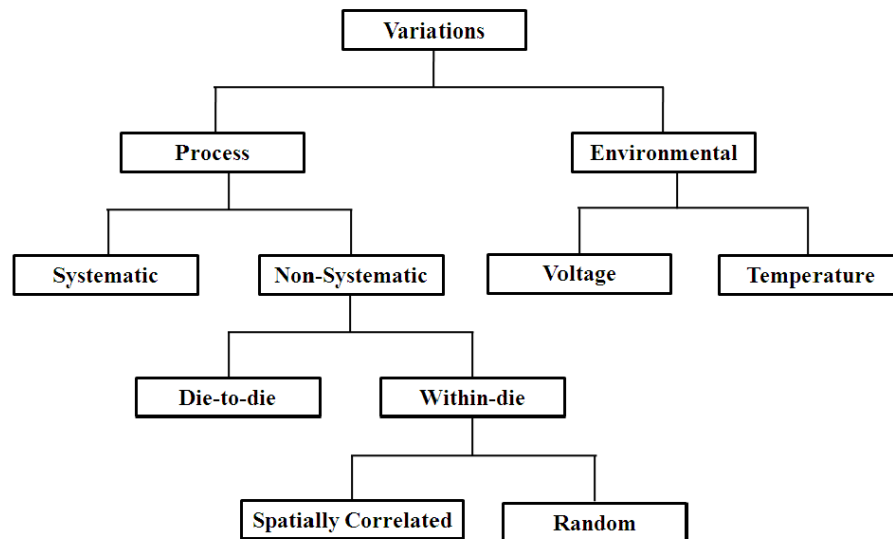 Variations
Process
Environmental
Systematic
Non-Systematic
Voltage
Temperature
Die-to-die
Within-die
Spatially Correlated
Random